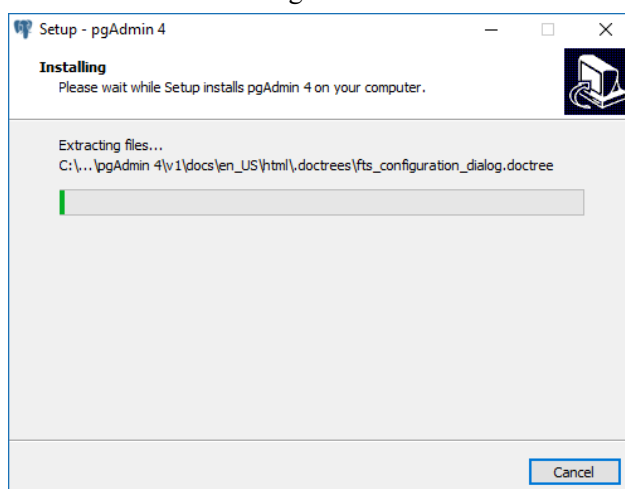 Setup - pgAdmin 4
Installing
Please wait while Setup installs pgAdmin 4 on your computer.
Extracting files...
C:\...\pgAdmin 4\v1\docs\en_US\html\.doctrees\fts_configuration_dialog.doctree
Cancel